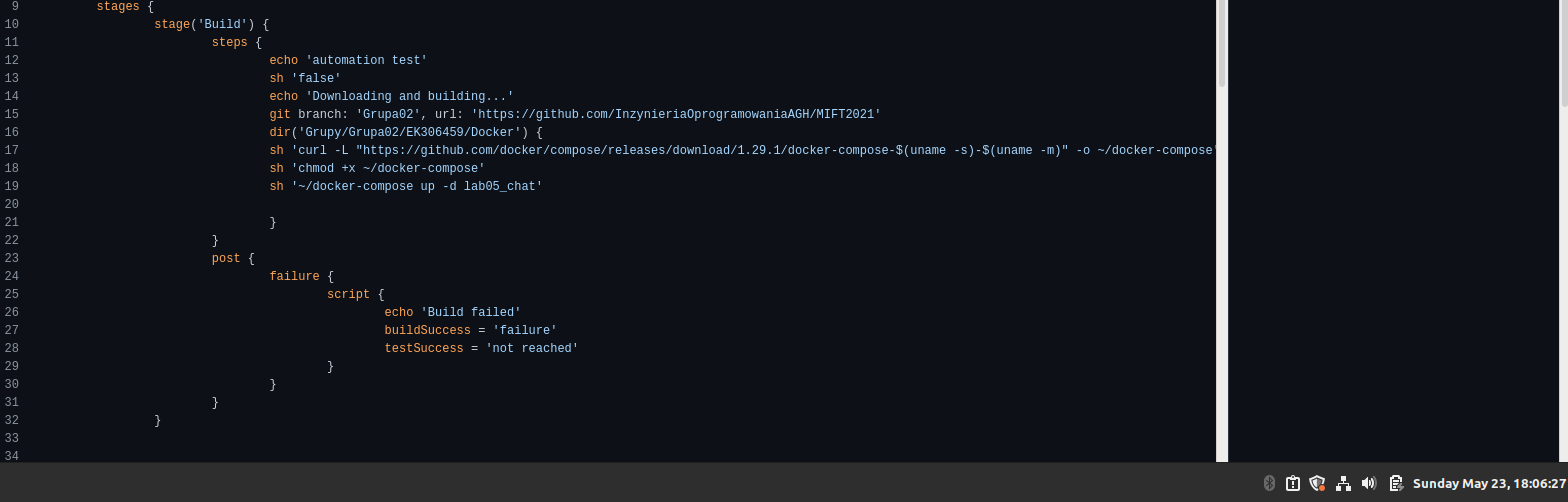 9 stages {
10 stage('Build') {
11 steps {
12 echo 'automation test'
13 sh 'false'
14 echo 'Downloading and building...'
15 git branch: 'Grupa02', url: 'https://github.com/InzynieriaOprogramowaniaAGH/MIFT2021'
16 dir('Grupy/Grupa02/EK306459/Docker') {
17 sh 'curl -L "https://github.com/docker/compose/releases/download/1.29.1/docker-compose-$(uname -s)-$(uname -m)" -o ~/docker-compose'
18 sh 'chmod +x ~/docker-compose'
19 sh '~/docker-compose up -d lab05_chat'
20
21 }
22 }
23 post {
24 failure {
25 script {
26 echo 'Build failed'
27 buildSuccess = 'failure'
28 testSuccess = 'not reached'
29 }
30 }
31 }
32 }
33
34
Sunday May 23, 18:06:27